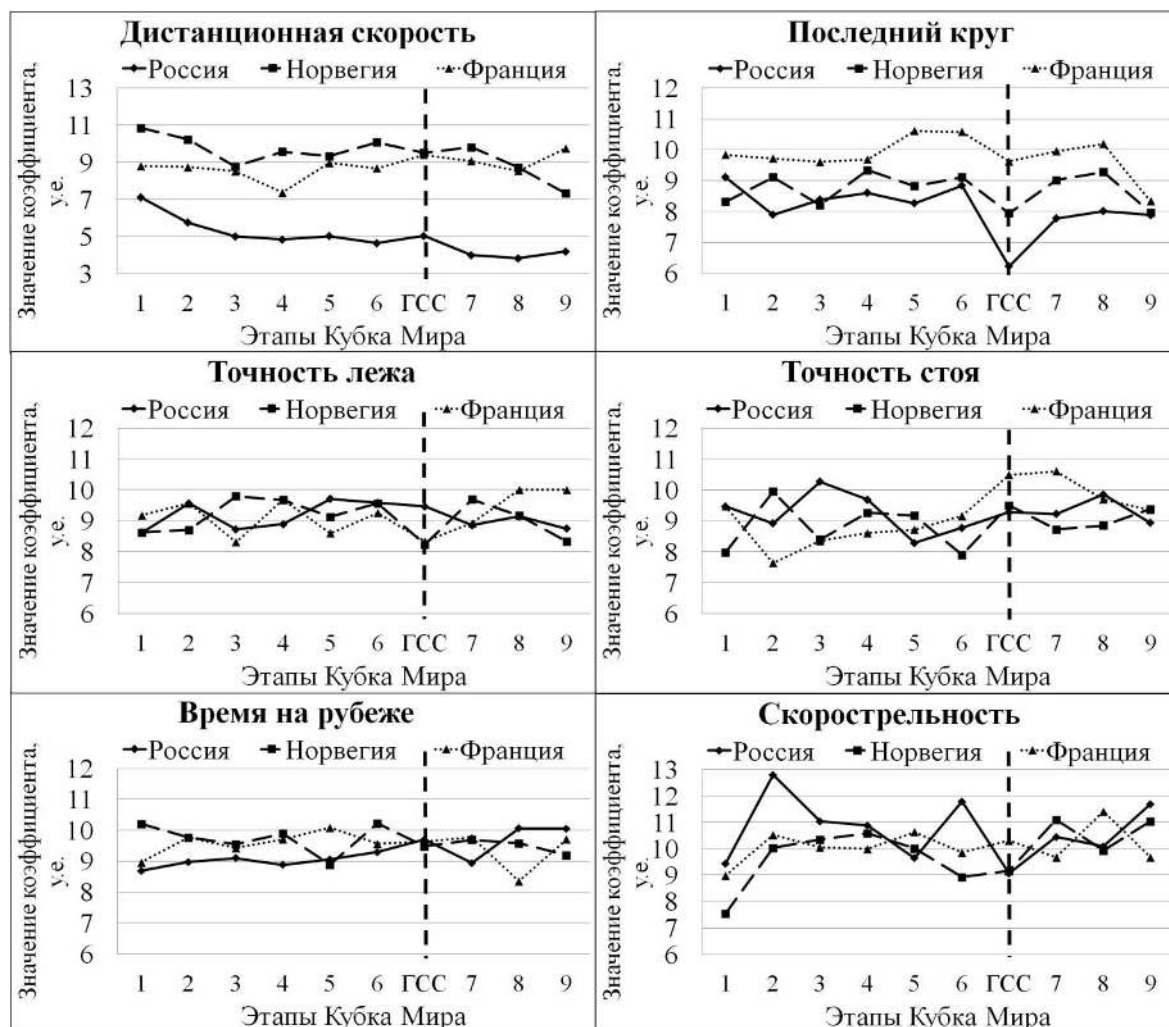 Дистанционная скорость
Россия Норвегия Франция
Значение коэффициента,
у.е.
13
11
9
7
5
3
1 2 3 4 5 6 ГСС 7 8 9
Этапы Кубка Мира
Последний круг
Россия Норвегия Франция
Значение коэффициента,
у.е.
12
11
10
9
8
7
6
1 2 3 4 5 6 ГСС 7 8 9
Этапы Кубка Мира
Точность лежа
Россия Норвегия Франция
Значение коэффициента,
у.е.
12
11
10
9
8
7
6
1 2 3 4 5 6 ГСС 7 8 9
Этапы Кубка Мира
Точность стоя
Россия Норвегия Франция
Значение коэффициента,
у.е.
12
11
10
9
8
7
6
1 2 3 4 5 6 ГСС 7 8 9
Этапы Кубка Мира
Время на рубеже
Россия Норвегия Франция
Значение коэффициента,
у.е.
12
11
10
9
8
7
6
1 2 3 4 5 6 ГСС 7 8 9
Этапы Кубка Мира
Скорострельность
Россия Норвегия Франция
Значение коэффициента,
у.е.
13
12
11
10
9
8
7
6
1 2 3 4 5 6 ГСС 7 8 9
Этапы Кубка Мира